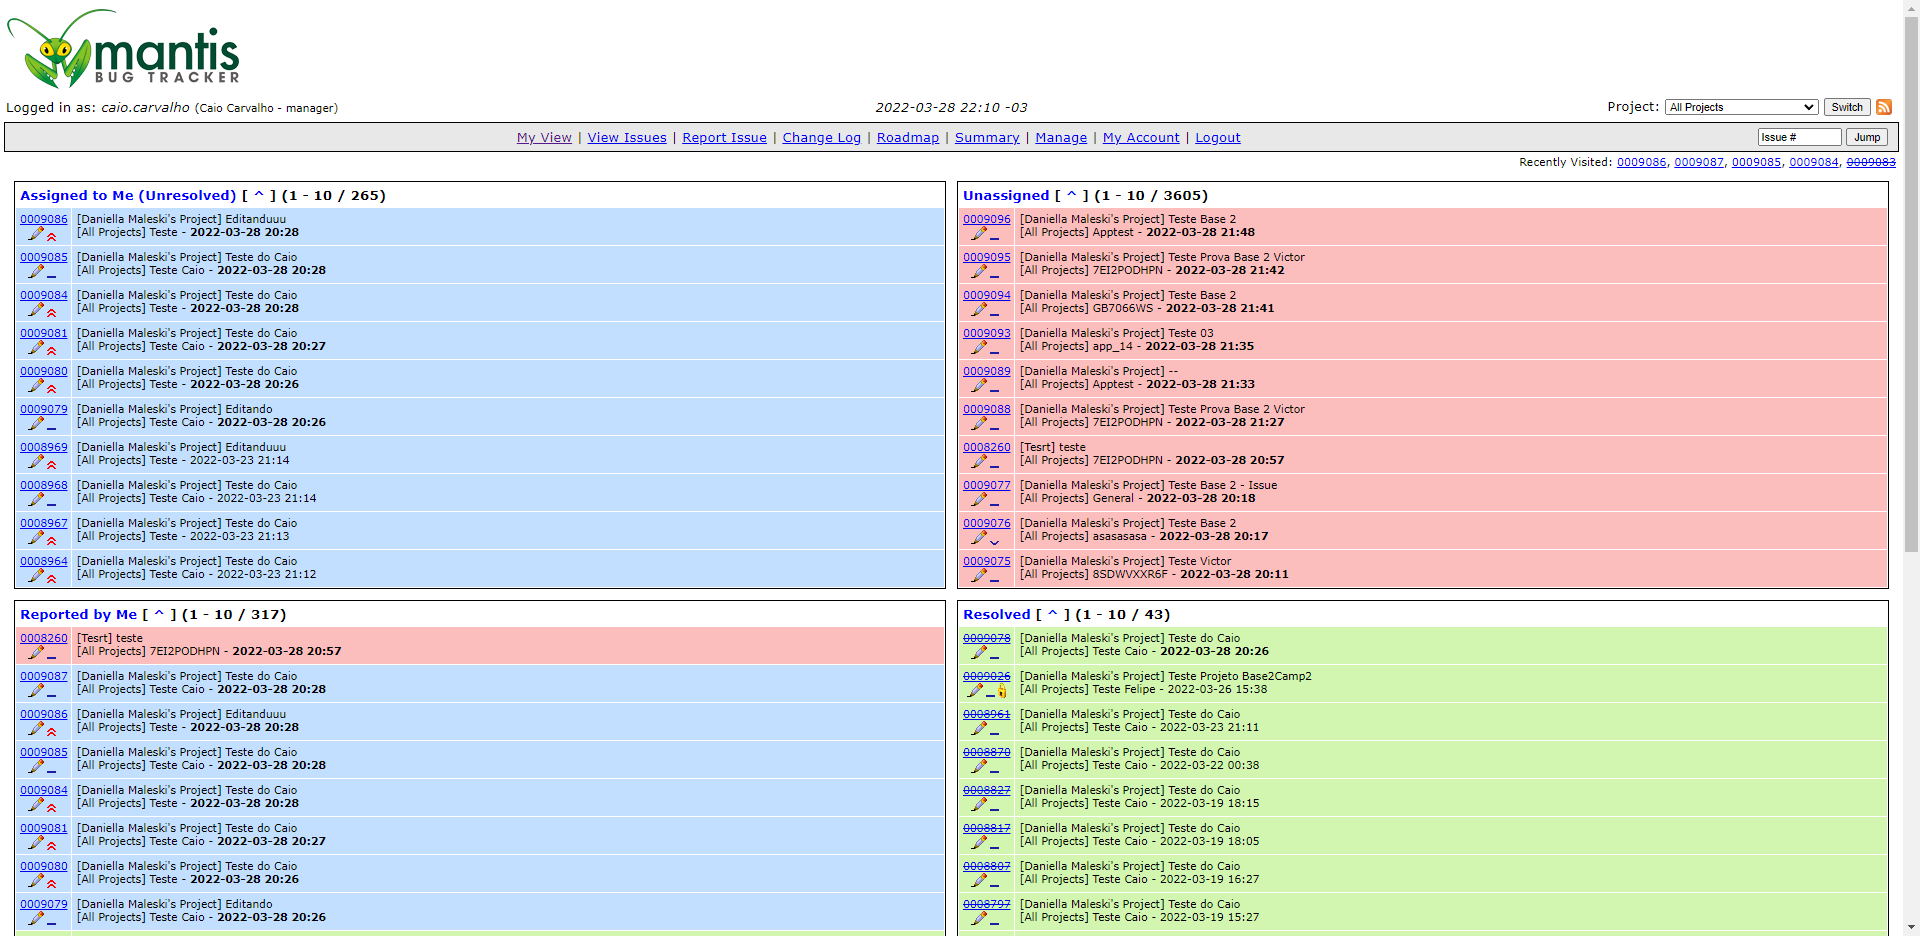 mantis
BUG TRACKER
Logged in as: caio.carvalho (Caio Carvalho - manager)
2022-03-28 22:10 -03
Project: All Projects Switch
My View | View Issues | Report Issue | Change Log | Roadmap | Summary | Manage | My Account | Logout
Issue # Jump
Recently Visited: 0009086, 0009087, 0009085, 0009084, 0009083
Assigned to Me (Unresolved) [ ^ ] (1 - 10 / 265)
0009086 [Daniella Maleski's Project] Editanduuu
[All Projects] Teste - 2022-03-28 20:28
0009085 [Daniella Maleski's Project] Teste do Caio
[All Projects] Teste Caio - 2022-03-28 20:28
0009084 [Daniella Maleski's Project] Teste do Caio
[All Projects] Teste - 2022-03-28 20:28
0009081 [Daniella Maleski's Project] Teste do Caio
[All Projects] Teste Caio - 2022-03-28 20:27
0009080 [Daniella Maleski's Project] Teste do Caio
[All Projects] Teste - 2022-03-28 20:26
0009079 [Daniella Maleski's Project] Editando
[All Projects] Teste Caio - 2022-03-28 20:26
0008969 [Daniella Maleski's Project] Editanduuu
[All Projects] Teste - 2022-03-23 21:14
0008968 [Daniella Maleski's Project] Teste do Caio
[All Projects] Teste Caio - 2022-03-23 21:14
0008967 [Daniella Maleski's Project] Teste do Caio
[All Projects] Teste - 2022-03-23 21:13
0008964 [Daniella Maleski's Project] Teste do Caio
[All Projects] Teste Caio - 2022-03-23 21:12
Unassigned [ ^ ] (1 - 10 / 3605)
0009096 [Daniella Maleski's Project] Teste Base 2
[All Projects] Apptest - 2022-03-28 21:48
0009095 [Daniella Maleski's Project] Teste Prova Base 2 Victor
[All Projects] 7EI2PODHPN - 2022-03-28 21:42
0009094 [Daniella Maleski's Project] Teste Base 2
[All Projects] GB7066WS - 2022-03-28 21:41
0009093 [Daniella Maleski's Project] Teste 03
[All Projects] app_14 - 2022-03-28 21:35
0009089 [Daniella Maleski's Project] --
[All Projects] Apptest - 2022-03-28 21:33
0009088 [Daniella Maleski's Project] Teste Prova Base 2 Victor
[All Projects] 7EI2PODHPN - 2022-03-28 21:27
0008260 [Tesrt] teste
[All Projects] 7EI2PODHPN - 2022-03-28 20:57
0009077 [Daniella Maleski's Project] Teste Base 2 - Issue
[All Projects] General - 2022-03-28 20:18
0009076 [Daniella Maleski's Project] Teste Base 2
[All Projects] asasasasa - 2022-03-28 20:17
0009075 [Daniella Maleski's Project] Teste Victor
[All Projects] 8SDWVXXR6F - 2022-03-28 20:11
Reported by Me [ ^ ] (1 - 10 / 317)
0008260 [Tesrt] teste
[All Projects] 7EI2PODHPN - 2022-03-28 20:57
0009087 [Daniella Maleski's Project] Teste do Caio
[All Projects] Teste Caio - 2022-03-28 20:28
0009086 [Daniella Maleski's Project] Editanduuu
[All Projects] Teste - 2022-03-28 20:28
0009085 [Daniella Maleski's Project] Teste do Caio
[All Projects] Teste Caio - 2022-03-28 20:28
0009084 [Daniella Maleski's Project] Teste do Caio
[All Projects] Teste - 2022-03-28 20:28
0009081 [Daniella Maleski's Project] Teste do Caio
[All Projects] Teste Caio - 2022-03-28 20:27
0009080 [Daniella Maleski's Project] Teste do Caio
[All Projects] Teste - 2022-03-28 20:26
0009079 [Daniella Maleski's Project] Editando
[All Projects] Teste Caio - 2022-03-28 20:26
Resolved [ ^ ] (1 - 10 / 43)
0009078 [Daniella Maleski's Project] Teste do Caio
[All Projects] Teste Caio - 2022-03-28 20:26
0009026 [Daniella Maleski's Project] Teste Projeto Base2Camp2
[All Projects] Teste Felipe - 2022-03-26 15:38
0008961 [Daniella Maleski's Project] Teste do Caio
[All Projects] Teste Caio - 2022-03-23 21:11
0008870 [Daniella Maleski's Project] Teste do Caio
[All Projects] Teste Caio - 2022-03-22 00:38
0008827 [Daniella Maleski's Project] Teste do Caio
[All Projects] Teste Caio - 2022-03-19 18:15
0008817 [Daniella Maleski's Project] Teste do Caio
[All Projects] Teste Caio - 2022-03-19 18:05
0008807 [Daniella Maleski's Project] Teste do Caio
[All Projects] Teste Caio - 2022-03-19 16:27
0008797 [Daniella Maleski's Project] Teste do Caio
[All Projects] Teste Caio - 2022-03-19 15:27